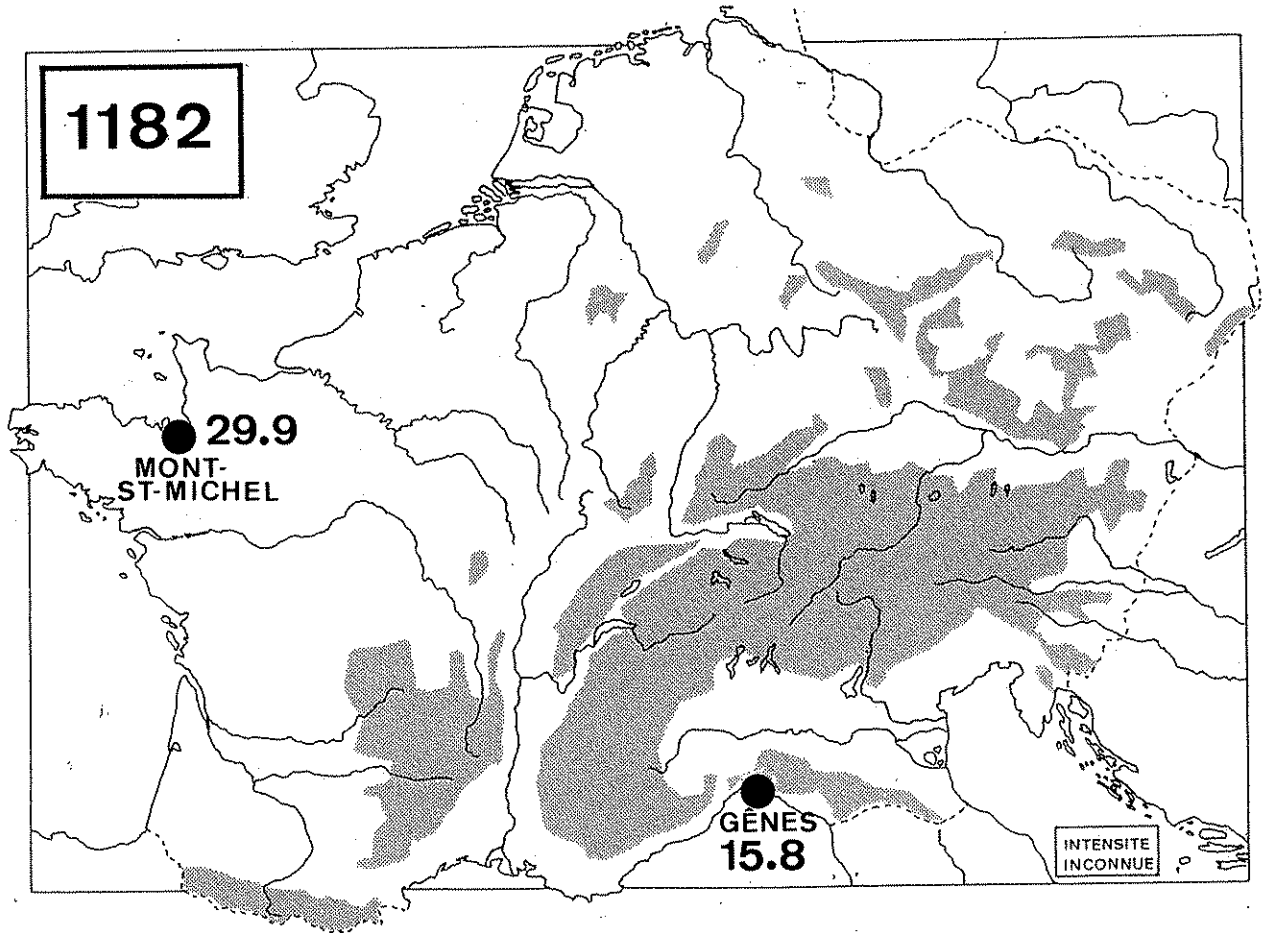 1182
29.9
MONT-
ST-MICHEL
GÊNES
15.8
INTENSITE
INCONNUE